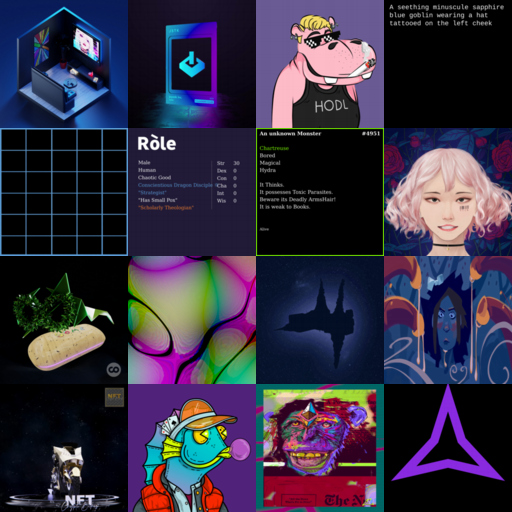 A seething minuscule sapphire
blue goblin wearing a hat
tattooed on the left cheek
HODL
Ròle
Male
Human
Chaotic Good
Conscientious Dragon Disciple
"Strategist"
"Has Small Pox"
"Scholarly Theologian"
Str 30
Dex 0
Con 0
Cha 0
Int 0
Wis 0
An unknown Monster #4951
Chartreuse
Bored
Magical
Hydra
It Thinks.
It possesses Toxic Parasites.
Beware its Deadly ArmsHair!
It is weak to Books.
Alive
NFT
NFT
The N